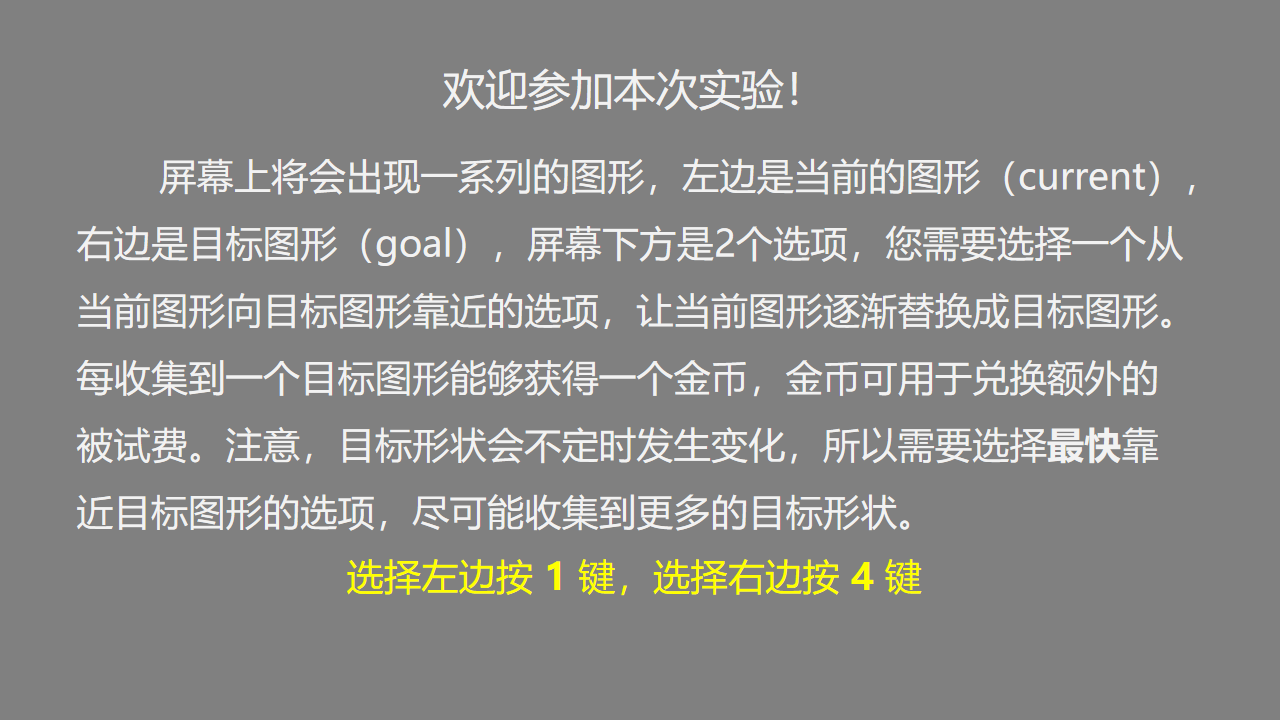 欢迎参加本次实验!
屏幕上将会出现一系列的图形，左边是当前的图形（current），
右边是目标图形（goal），屏幕下方是2个选项，您需要选择一个从
当前图形向目标图形靠近的选项，让当前图形逐渐替换成目标图形。
每收集到一个目标图形能够获得一个金币，金币可用于兑换额外的
被试费。注意，目标形状会不定时发生变化，所以需要选择最快靠
近目标图形的选项，尽可能收集到更多的目标形状。
选择左边按 1 键，选择右边按 4 键